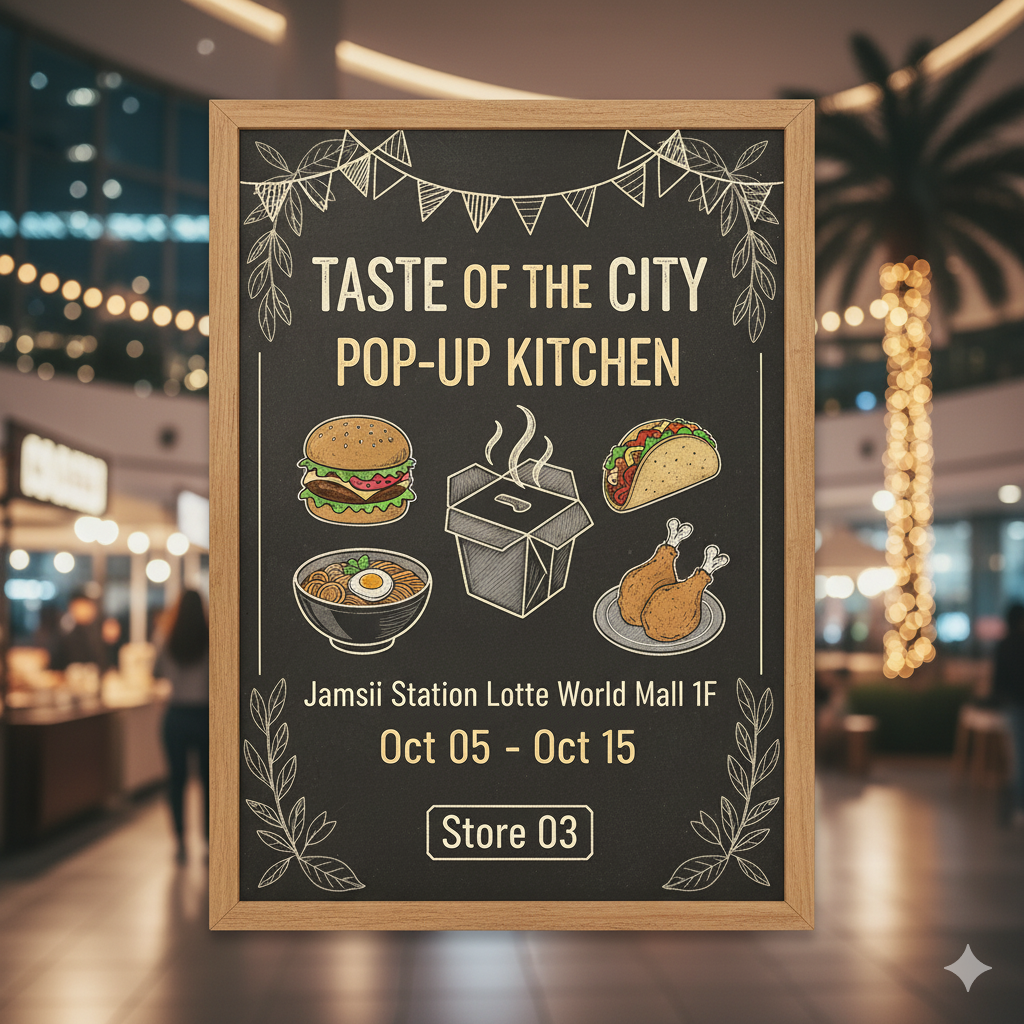 TASTE OF THE CITY
POP-UP KITCHEN
Jamsii Station Lotte World Mall 1F
Oct 05 - Oct 15
Store 03